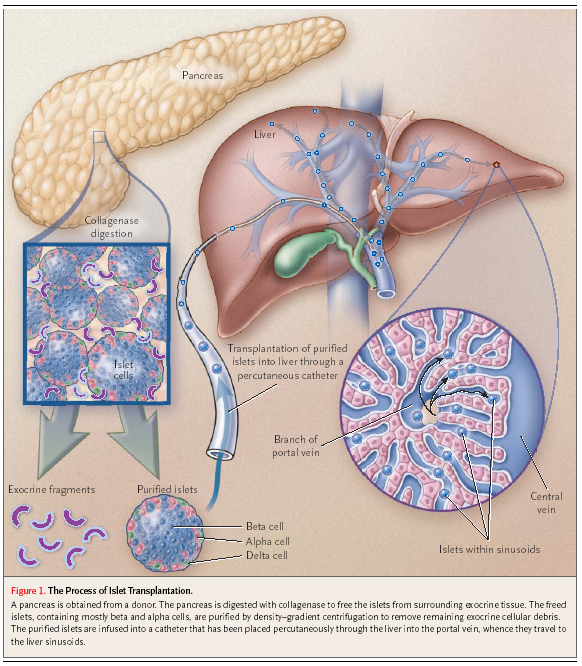 Pancreas
Liver
Collagenase
digestion
Islet
cells
Transplantation of purified
islets into liver through a
percutaneous catheter
Branch of
portal vein
Exocrine fragments
Purified islets
Beta cell
Alpha cell
Delta cell
Central
vein
Islets within sinusoids
Figure 1. The Process of Islet Transplantation.
A pancreas is obtained from a donor. The pancreas is digested with collagenase to free the islets from surrounding exocrine tissue. The freed
islets, containing mostly beta and alpha cells, are purified by density–gradient centrifugation to remove remaining exocrine cellular debris.
The purified islets are infused into a catheter that has been placed percutaneously through the liver into the portal vein, whence they travel to
the liver sinusoids.